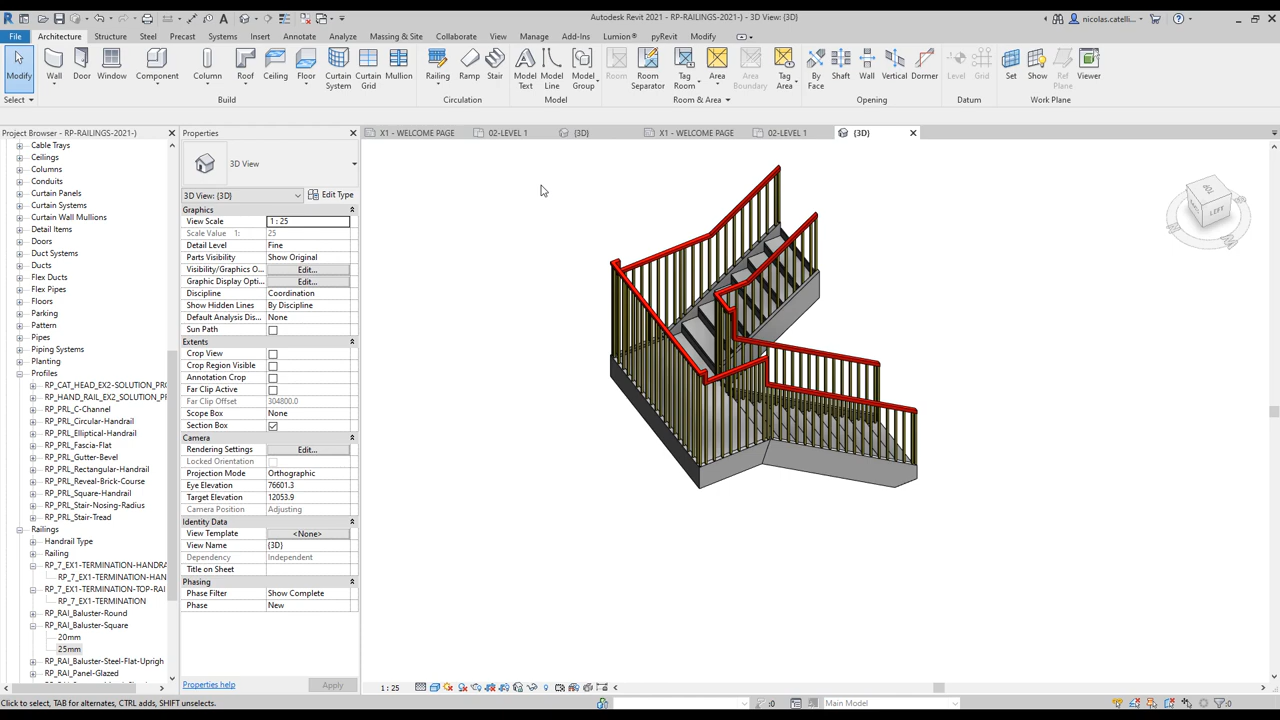 Autodesk Revit 2021 - RP-RAILINGS-2021-) - 3D View: {3D}
nicolas.catelli...
File Architecture Structure Steel Precast Systems Insert Annotate Analyze Massing & Site Collaborate View Manage Add-Ins Lumion® pyRevit Modify
Modify Wall Door Window Component Column Roof Ceiling Floor Curtain System Curtain Grid Mullion Railing Ramp Stair Model Text Model Line Model Group Room Room Separator Tag Room Area Area Boundary Tag Area By Face Shaft Wall Vertical Dormer Level Grid Set Show Ref Plane Viewer
Select Build Circulation Model Room & Area Opening Datum Work Plane
Project Browser - RP-RAILINGS-2021-)
Cable Trays
Ceilings
Columns
Conduits
Curtain Panels
Curtain Systems
Curtain Wall Mullions
Detail Items
Doors
Duct Systems
Ducts
Flex Ducts
Flex Pipes
Floors
Parking
Pattern
Pipes
Piping Systems
Planting
Profiles
RP_CAT_HEAD_EX2-SOLUTION_PR
RP_HAND_RAIL_EX2_SOLUTION_P
RP_PRL_C-Channel
RP_PRL_Circular-Handrail
RP_PRL_Elliptical-Handrail
RP_PRL_Fascia-Flat
RP_PRL_Gutter-Bevel
RP_PRL_Rectangular-Handrail
RP_PRL_Reveal-Brick-Course
RP_PRL_Square-Handrail
RP_PRL_Stair-Nosing-Radius
RP_PRL_Stair-Tread
Railings
Handrail Type
Railing
RP_7_EX1-TERMINATION-HANDRA
RP_7_EX1-TERMINATION-HAN
RP_7_EX1-TERMINATION-TOP-RAI
RP_7_EX1-TERMINATION
RP_RAI_Baluster-Round
RP_RAI_Baluster-Square
20mm
25mm
RP_RAI_Baluster-Steel-Flat-Uprigh
RP_RAI_Panel-Glazed
Properties
3D View
3D View: {3D} Edit Type
Graphics
View Scale 1 : 25
Scale Value 1: 25
Detail Level Fine
Parts Visibility Show Original
Visibility/Graphics O... Edit...
Graphic Display Opti... Edit...
Discipline Coordination
Show Hidden Lines By Discipline
Default Analysis Dis... None
Sun Path
Extents
Crop View
Crop Region Visible
Annotation Crop
Far Clip Active
Far Clip Offset 304800.0
Scope Box None
Section Box
Camera
Rendering Settings Edit...
Locked Orientation
Projection Mode Orthographic
Eye Elevation 76601.3
Target Elevation 12053.9
Camera Position Adjusting
Identity Data
View Template <None>
View Name {3D}
Dependency Independent
Title on Sheet
Phasing
Phase Filter Show Complete
Phase New
Properties help Apply
X1 - WELCOME PAGE 02-LEVEL 1 {3D} X1 - WELCOME PAGE 02-LEVEL 1 {3D}
TOP
LEFT
1 : 25
Click to select, TAB for alternates, CTRL adds, SHIFT unselects. :0 Main Model :0